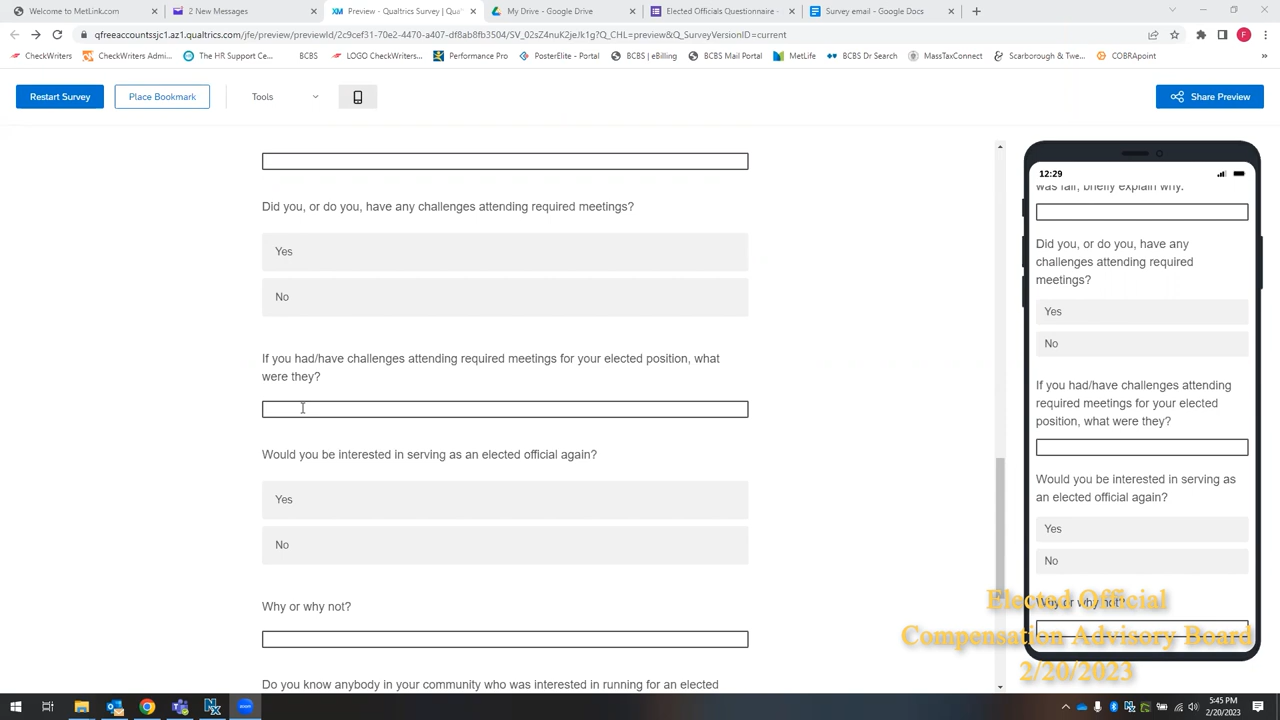 Welcome to MetLink.com
2 New Messages
XM Preview - Qualtrics Survey | Qua
My Drive - Google Drive
Elected Officials Questionnaire -
Survey email - Google Docs
qfreeaccountssjc1.az1.qualtrics.com/jfe/preview/previewId/2c9cef31-70e2-4470-a407-df8ab8fb3504/SV_02sZ4nuK2jeJk1g?Q_CHL=preview&Q_SurveyVersionID=current
F
CheckWriters
CheckWriters Admi...
The HR Support Ce...
BCBS
LOGO CheckWriters...
Performance Pro
PosterElite - Portal
BCBS | eBilling
BCBS Mail Portal
MetLife
BCBS Dr Search
MassTaxConnect
Scarborough & Twe...
COBRApoint
»
Restart Survey
Place Bookmark
Tools
Share Preview
Did you, or do you, have any challenges attending required meetings?
Yes
No
If you had/have challenges attending required meetings for your elected position, what
were they?
Would you be interested in serving as an elected official again?
Yes
No
Why or why not?
Do you know anybody in your community who was interested in running for an elected
12:29
was fair, briefly explain why.
Did you, or do you, have any
challenges attending required
meetings?
Yes
No
If you had/have challenges attending
required meetings for your elected
position, what were they?
Would you be interested in serving as
an elected official again?
Yes
No
Why or why not?
Elected Official
Compensation Advisory Board
2/20/2023
zoom
5:45 PM
2/20/2023